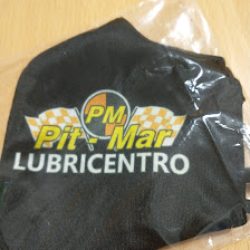 PM
Pit - Mar
LUBRICENTRO